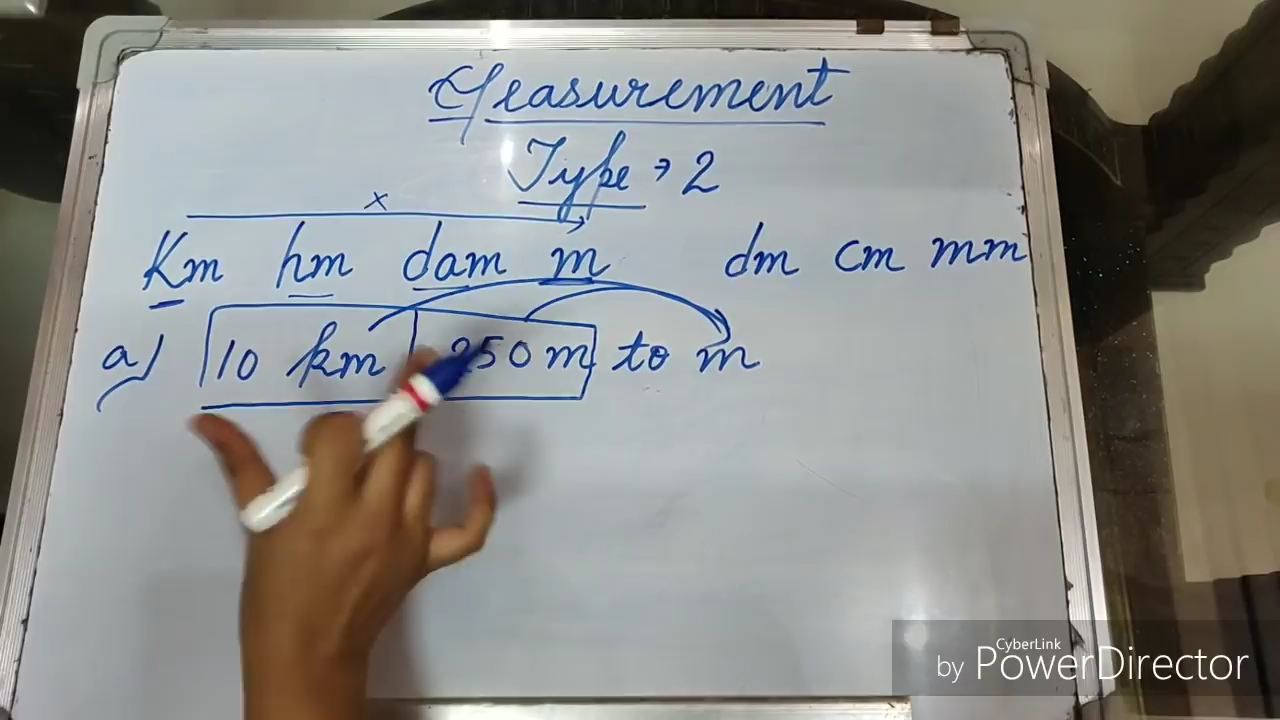 Measurement
Type → 2
x
Km hm dam m dm cm mm
a) 10 km 250 m to m
CyberLink
by PowerDirector